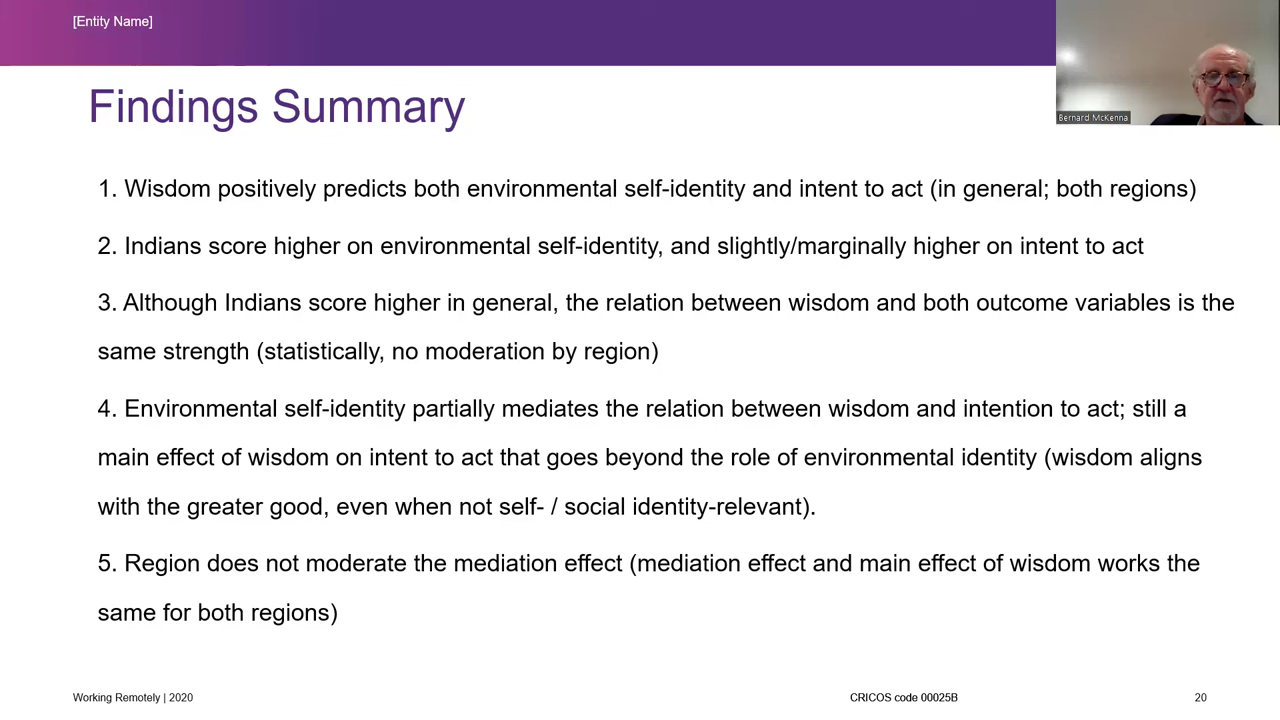 [Entity Name]
Findings Summary
Bernard McKenna
1. Wisdom positively predicts both environmental self-identity and intent to act (in general; both regions)
2. Indians score higher on environmental self-identity, and slightly/marginally higher on intent to act
3. Although Indians score higher in general, the relation between wisdom and both outcome variables is the
same strength (statistically, no moderation by region)
4. Environmental self-identity partially mediates the relation between wisdom and intention to act; still a
main effect of wisdom on intent to act that goes beyond the role of environmental identity (wisdom aligns
with the greater good, even when not self- / social identity-relevant).
5. Region does not moderate the mediation effect (mediation effect and main effect of wisdom works the
same for both regions)
Working Remotely | 2020
CRICOS code 00025B
20